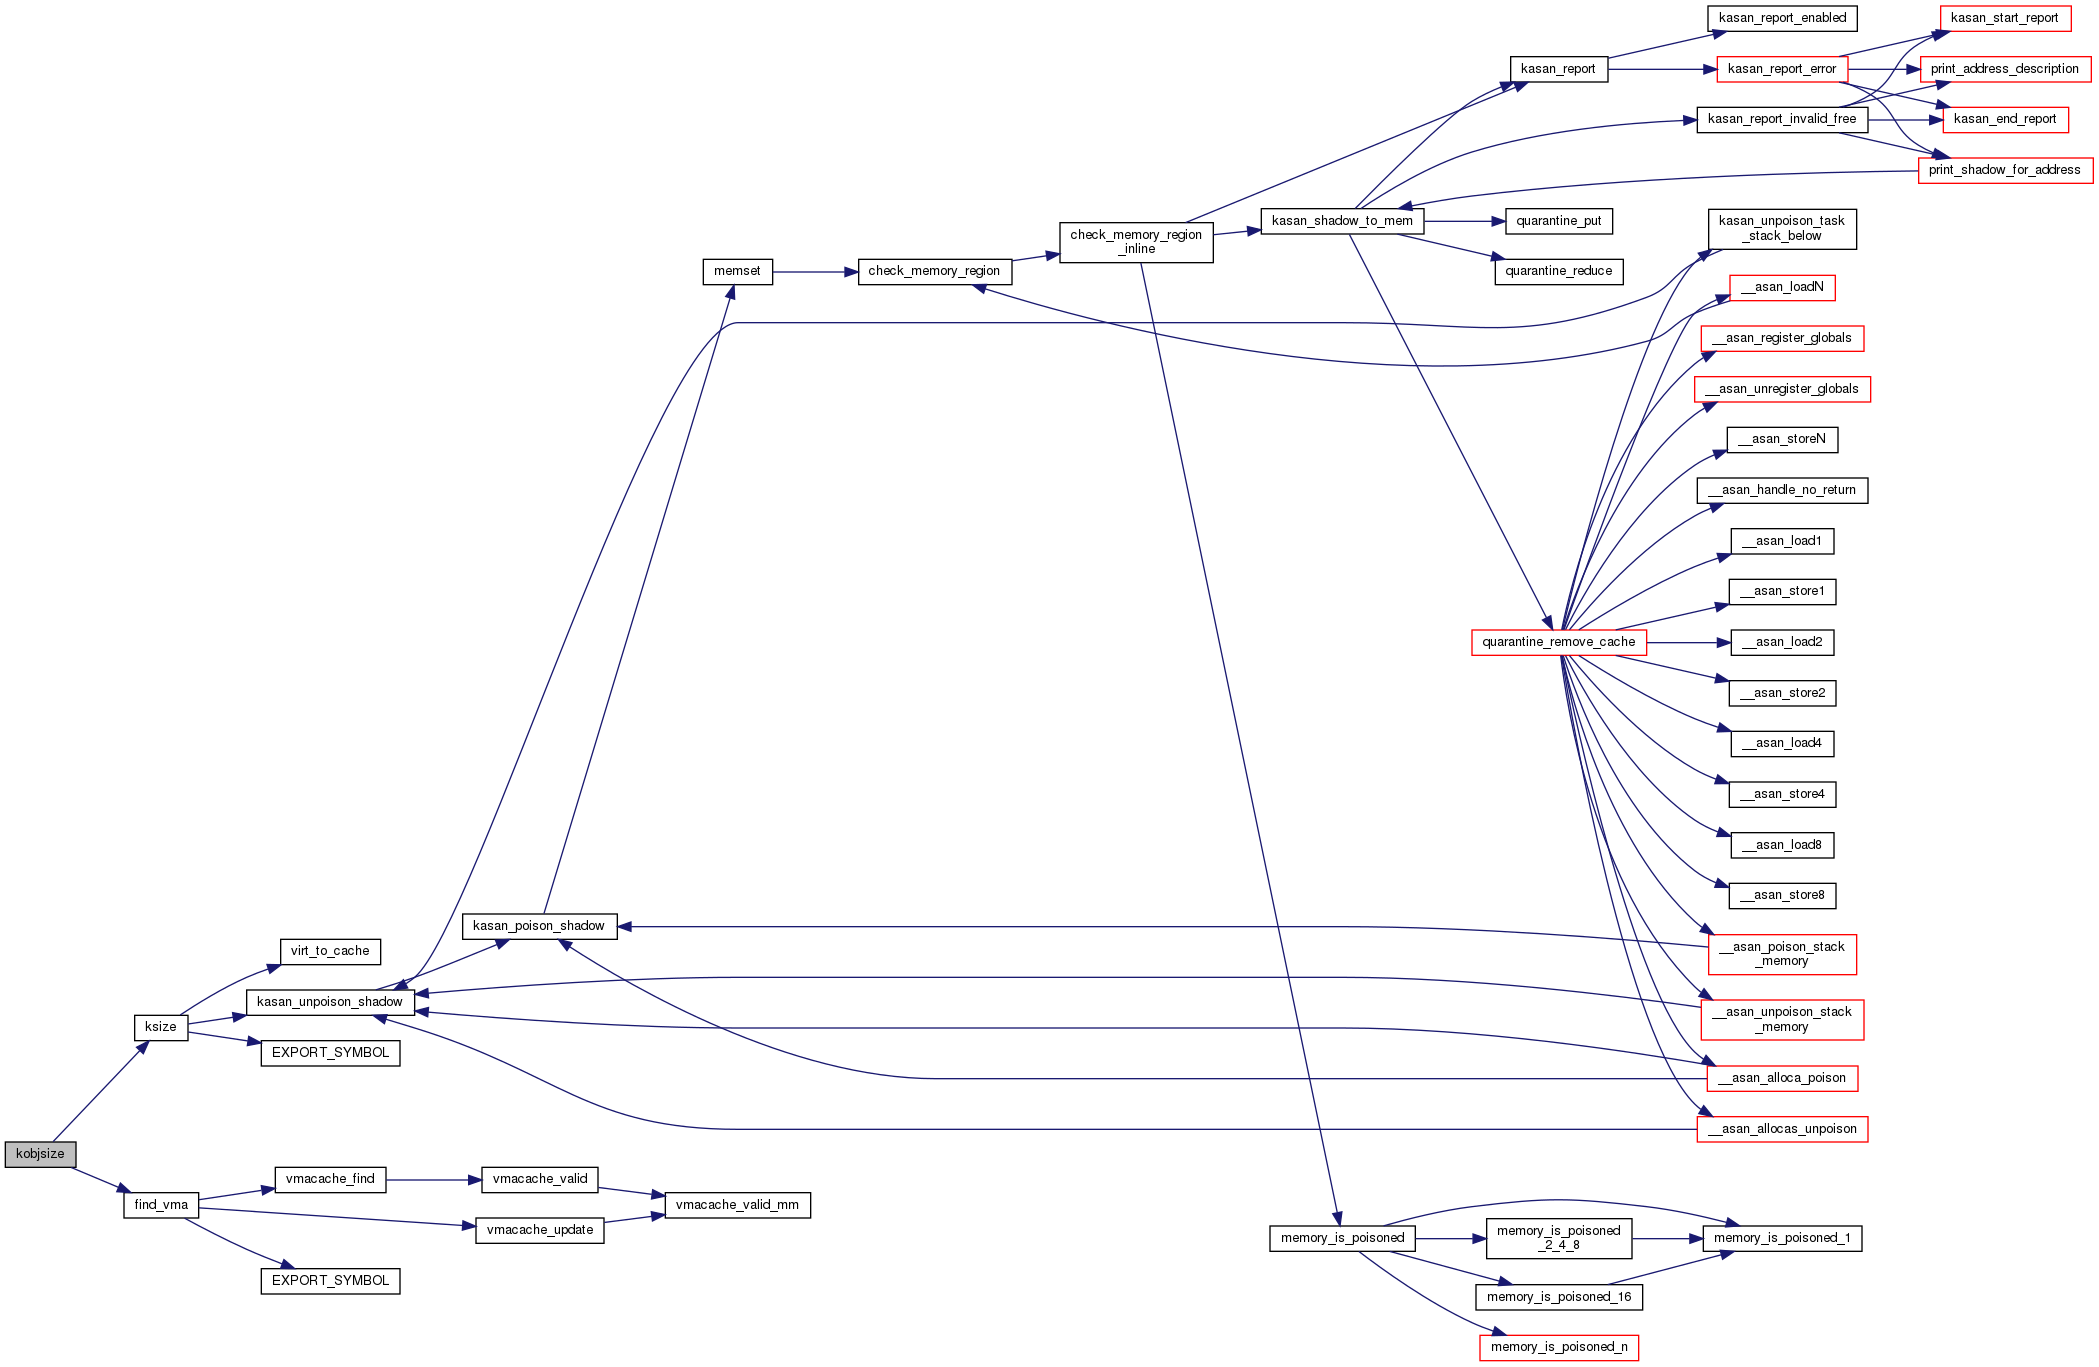 kasan_report_enabled
kasan_start_report
kasan_report
kasan_report_error
print_address_description
kasan_report_invalid_free
kasan_end_report
print_shadow_for_address
kasan_shadow_to_mem
quarantine_put
kasan_unpoison_task
_stack_below
check_memory_region
_inline
memset
check_memory_region
quarantine_reduce
__asan_loadN
__asan_register_globals
__asan_unregister_globals
__asan_storeN
__asan_handle_no_return
__asan_load1
__asan_store1
quarantine_remove_cache
__asan_load2
__asan_store2
__asan_load4
__asan_store4
__asan_load8
__asan_store8
kasan_poison_shadow
virt_to_cache
__asan_poison_stack
_memory
kasan_unpoison_shadow
ksize
__asan_unpoison_stack
_memory
EXPORT_SYMBOL
__asan_alloca_poison
__asan_allocas_unpoison
kobjsize
vmacache_find
vmacache_valid
find_vma
vmacache_valid_mm
vmacache_update
EXPORT_SYMBOL
memory_is_poisoned
memory_is_poisoned
_2_4_8
memory_is_poisoned_1
memory_is_poisoned_16
memory_is_poisoned_n